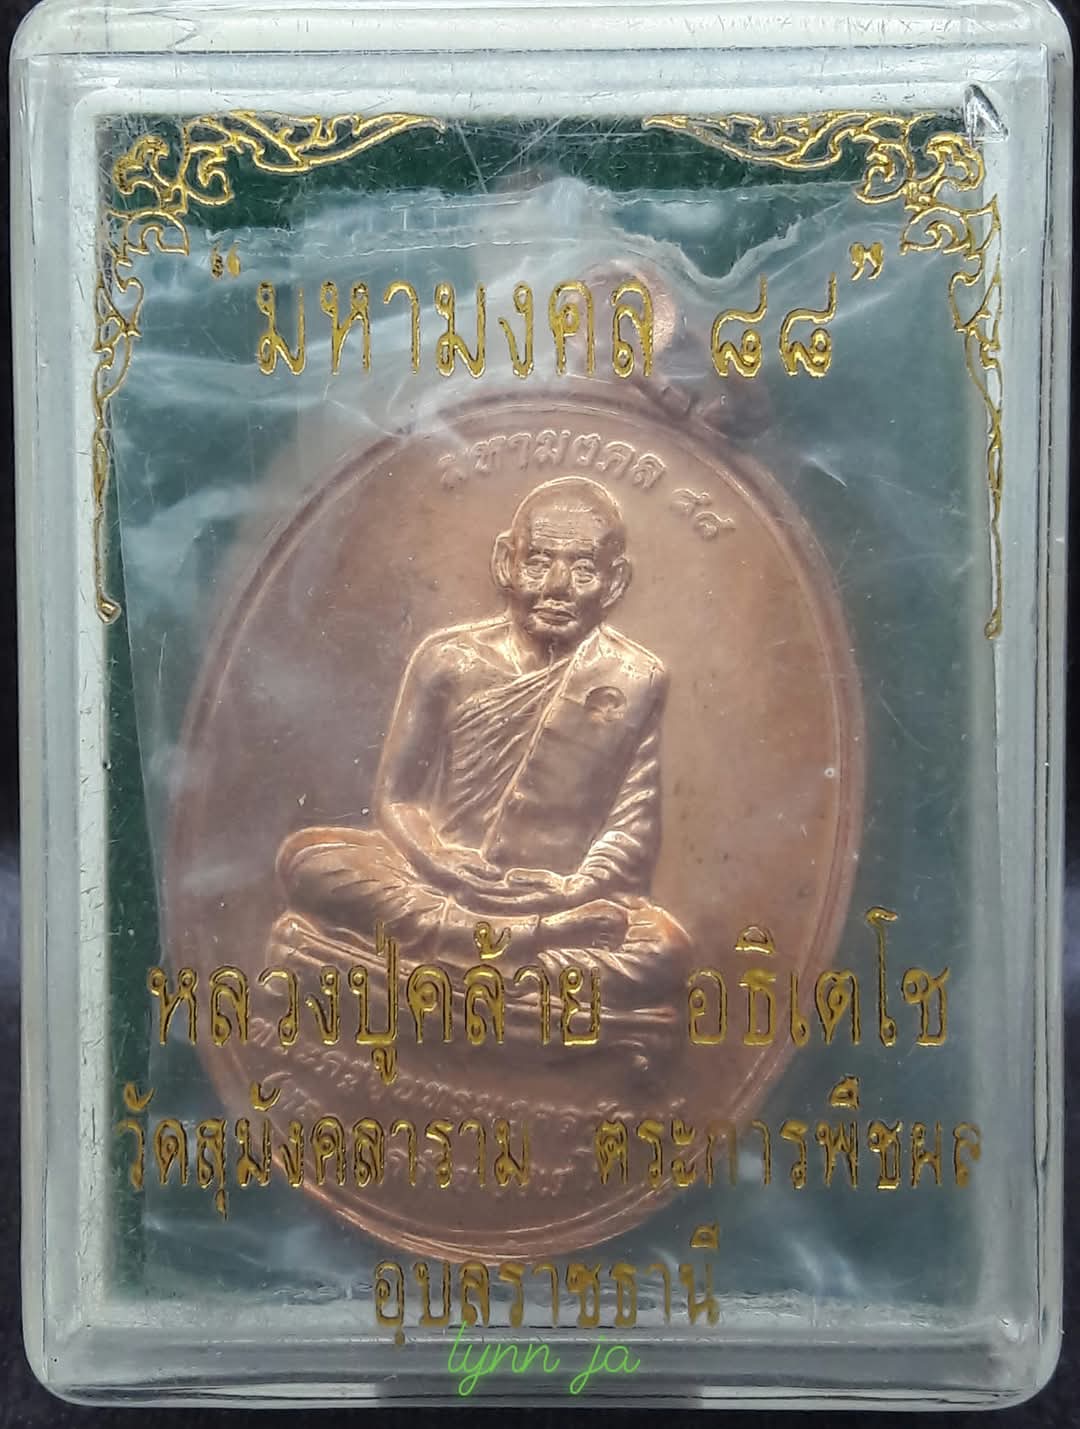 “มหามงคล ๘๘”
มหามงคล ๘๘
หลวงปู่คล้าย อธิเตโช
วัดสุมังคลาราม ตระการพืชผล
อุบลราชธานี
lynn ja